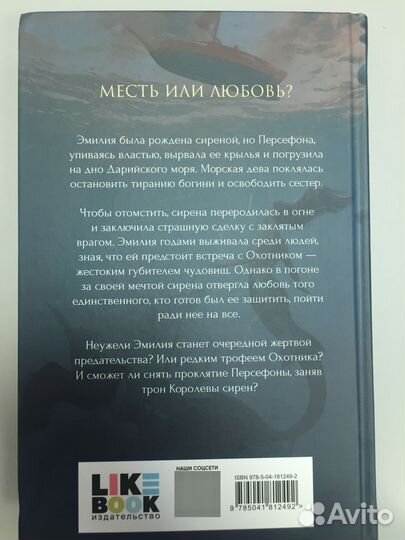 МЕСТЬ ИЛИ ЛЮБОВЬ?
Эмилия была рождена сиреной, но Персефона,
упиваясь властью, вырвала ее крылья и погрузила
на дно Дарийского моря. Морская дева поклялась
остановить тиранию богини и освободить сестер.
Чтобы отомстить, сирена переродилась в огне
и заключила страшную сделку с заклятым
врагом. Эмилия годами выживала среди людей,
зная, что ей предстоит встреча с Охотником —
жестоким губителем чудовищ. Однако в погоне
за своей мечтой сирена отвергла любовь того
единственного, кто готов был ее защитить, пойти
ради нее на все.
Неужели Эмилия станет очередной жертвой
предательства? Или редким трофеем Охотника?
И сможет ли снять проклятие Персефоны, заняв
трон Королевы сирен?
LIKE
BOOK
издательство
НАШИ СОЦСЕТИ
ISBN 978-5-04-181249-2
9 785041 812492 >
Avito